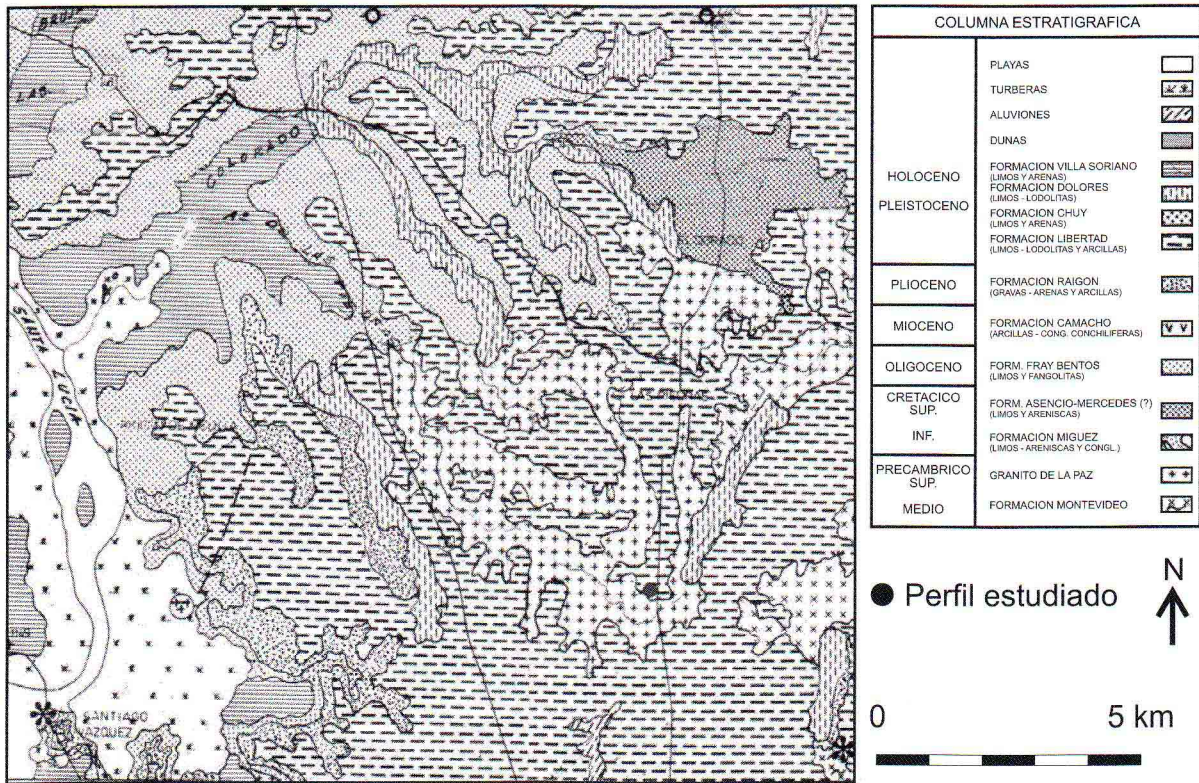 LAS
BRUJAS
COLORADO
SANTA
LUCIA
SANTIAGO
VAZQUEZ
COLUMNA ESTRATIGRAFICA
HOLOCENO
PLEISTOCENO
PLAYAS
TURBERAS
ALUVIONES
DUNAS
FORMACION VILLA SORIANO
(LIMOS Y ARENAS)
FORMACION DOLORES
(LIMOS - LODOLITAS)
FORMACION CHUY
(LIMOS Y ARENAS)
FORMACION LIBERTAD
(LIMOS - LODOLITAS Y ARCILLAS)
PLIOCENO
FORMACION RAIGON
(GRAVAS - ARENAS Y ARCILLAS)
MIOCENO
FORMACION CAMACHO
(ARCILLAS - CONG. CONCHILIFERAS)
OLIGOCENO
FORM. FRAY BENTOS
(LIMOS Y FANGOLITAS)
CRETACICO
SUP.
FORM. ASENCIO-MERCEDES (?)
(LIMOS Y ARENISCAS)
INF.
FORMACION MIGUEZ
(LIMOS - ARENISCAS Y CONGL.)
PRECAMBRICO
SUP.
GRANITO DE LA PAZ
MEDIO
FORMACION MONTEVIDEO
Perfil estudiado
N
0 5 km